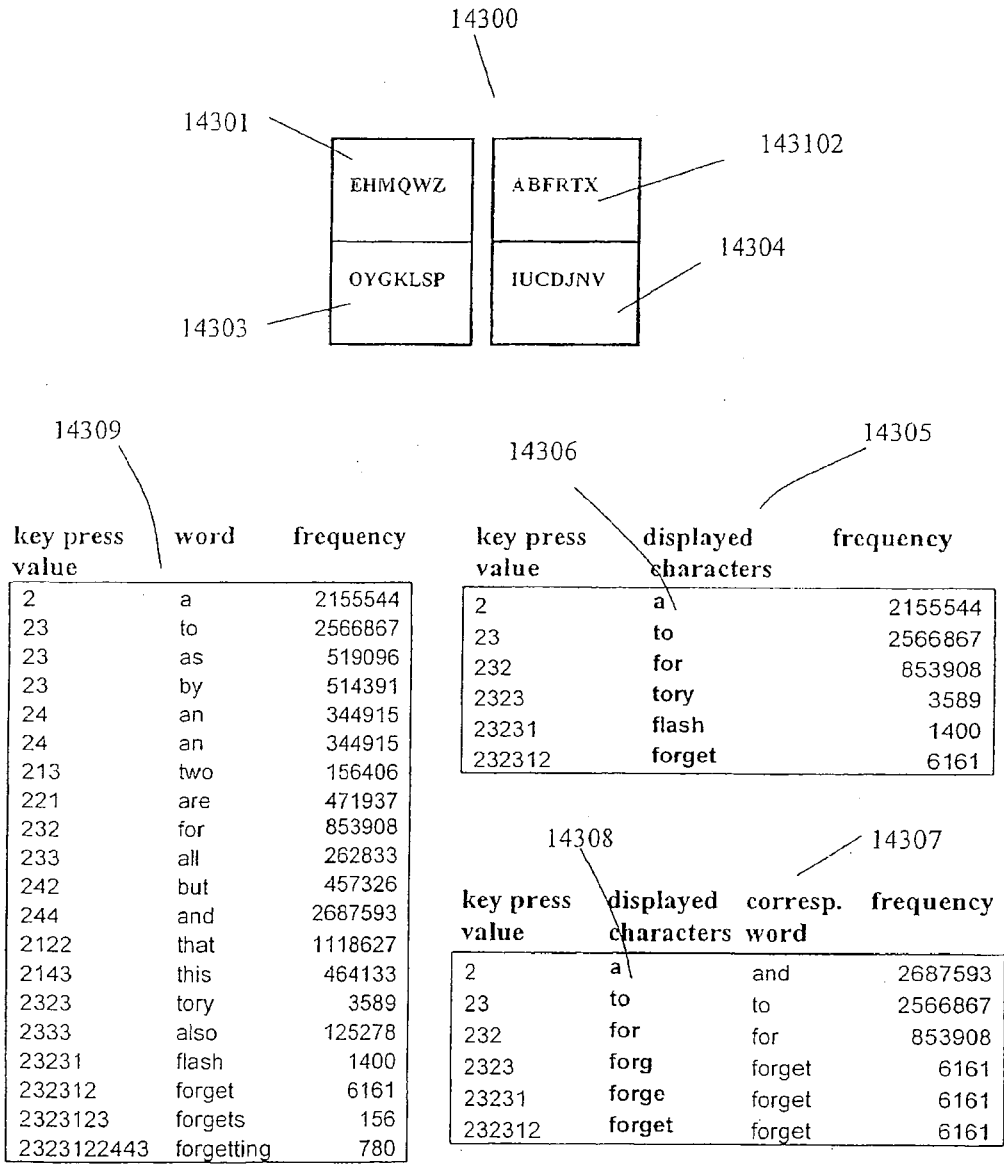 14300
14301
143102
EHMQWZ
ABFRTX
14304
OYGKLSP
IUCDJNV
14303
14309
key press value word frequency
2 a 2155544
23 to 2566867
23 as 519096
23 by 514391
24 an 344915
24 an 344915
213 two 156406
221 are 471937
232 for 853908
233 all 262833
242 but 457326
244 and 2687593
2122 that 1118627
2143 this 464133
2323 tory 3589
2333 also 125278
23231 flash 1400
232312 forget 6161
2323123 forgets 156
2323122443 forgetting 780
14306
14305
key press value displayed characters frequency
2 a 2155544
23 to 2566867
232 for 853908
2323 tory 3589
23231 flash 1400
232312 forget 6161
14308
14307
key press value displayed characters corresp. word frequency
2 a and 2687593
23 to to 2566867
232 for for 853908
2323 forg forget 6161
23231 forge forget 6161
232312 forget forget 6161